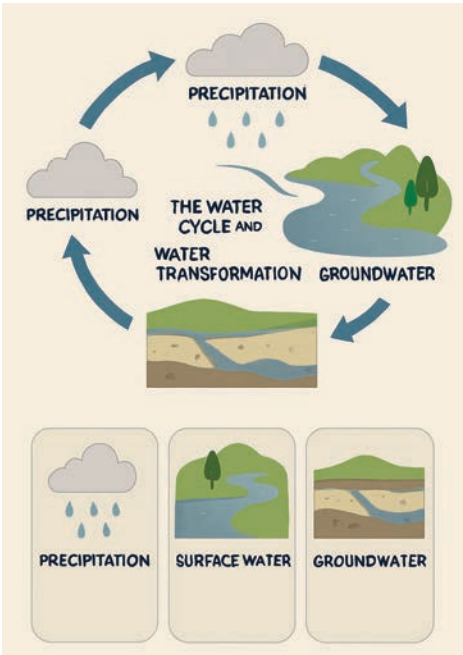 PRECIPITATION
PRECIPITATION
THE WATER
CYCLE AND
WATER
TRANSFORMATION
GROUNDWATER
PRECIPITATION
SURFACE WATER
GROUNDWATER